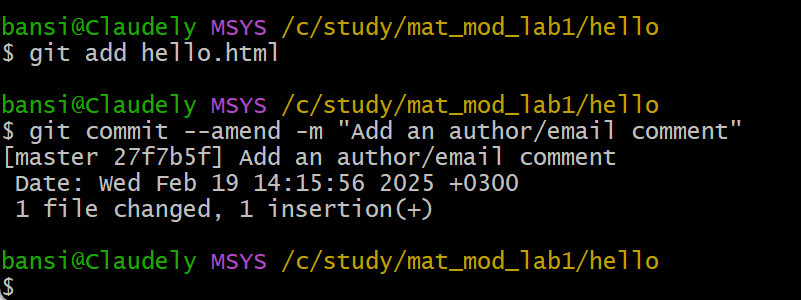 bansi@Claudely MSYS /c/study/mat_mod_lab1/hello
$ git add hello.html
bansi@Claudely MSYS /c/study/mat_mod_lab1/hello
$ git commit --amend -m "Add an author/email comment"
[master 27f7b5f] Add an author/email comment
 Date: Wed Feb 19 14:15:56 2025 +0300
 1 file changed, 1 insertion(+)
bansi@Claudely MSYS /c/study/mat_mod_lab1/hello
$